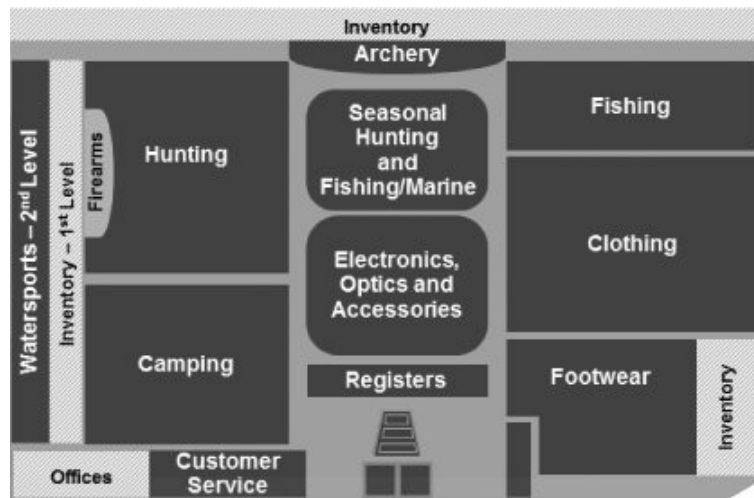 Inventory
Archery
Watersports – 2nd Level
Inventory – 1st Level
Firearms
Hunting
Seasonal
Hunting
and
Fishing/Marine
Fishing
Clothing
Electronics,
Optics and
Accessories
Camping
Registers
Footwear
Inventory
Offices
Customer
Service